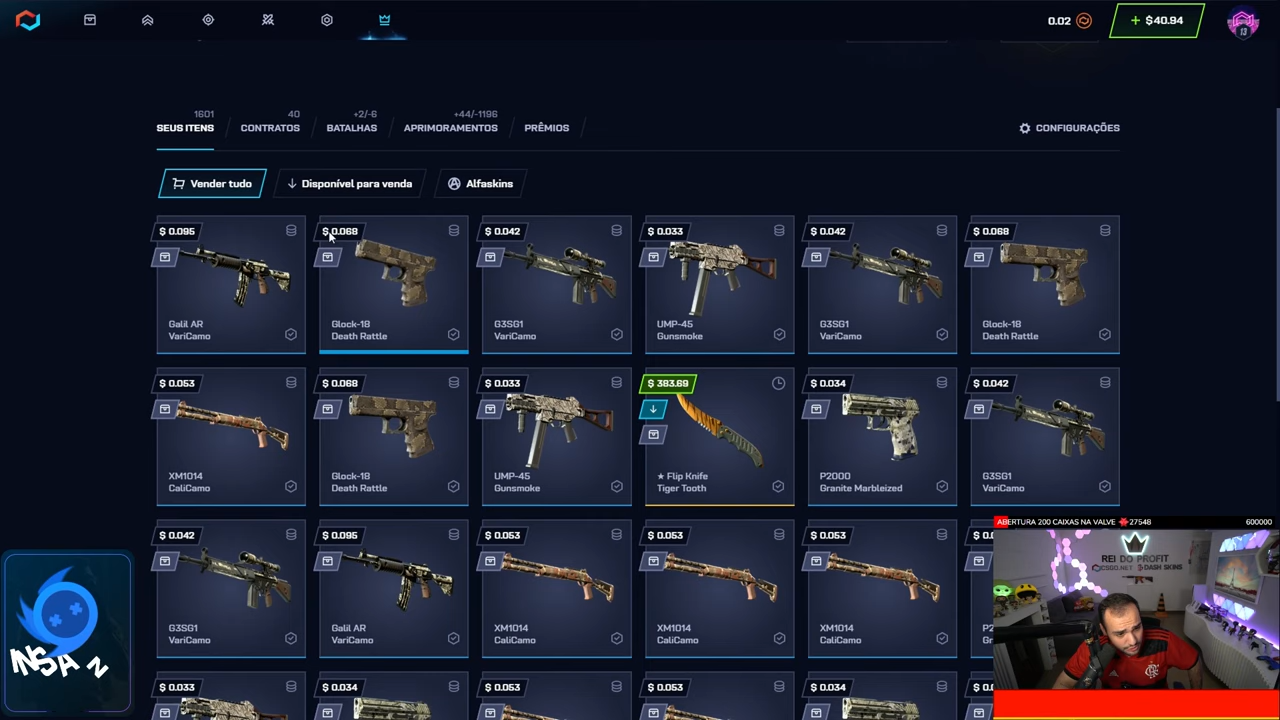 0.02
+ $40.94
13
1601
SEUS ITENS
40
CONTRATOS
+2/-6
BATALHAS
+44/-1196
APRIMORAMENTOS
PRÊMIOS
CONFIGURAÇÕES
Vender tudo
Disponível para venda
Alfaskins
$ 0.095
Galil AR
VariCamo
$ 0.068
Glock-18
Death Rattle
$ 0.042
G3SG1
VariCamo
$ 0.033
UMP-45
Gunsmoke
$ 0.042
G3SG1
VariCamo
$ 0.068
Glock-18
Death Rattle
$ 0.053
XM1014
CaliCamo
$ 0.068
Glock-18
Death Rattle
$ 0.033
UMP-45
Gunsmoke
$ 383.69
★ Flip Knife
Tiger Tooth
$ 0.034
P2000
Granite Marbleized
$ 0.042
G3SG1
VariCamo
$ 0.042
G3SG1
VariCamo
$ 0.095
Galil AR
VariCamo
$ 0.053
XM1014
CaliCamo
$ 0.053
XM1014
CaliCamo
$ 0.053
XM1014
CaliCamo
$ 0.033
$ 0.034
$ 0.053
$ 0.053
$ 0.034
ABERTURA 200 CAIXAS NA VALVE 27548
600000
REI DO PROFIT
CSGO.NET DASH SKINS
INSANZ